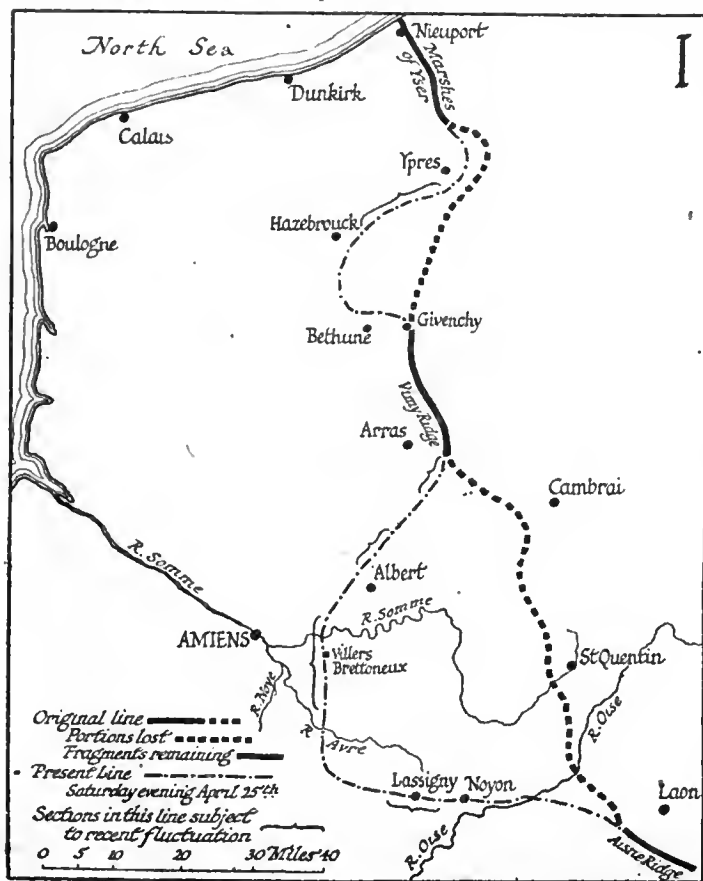 I
North Sea
Nieuport
Marshes
of Yser
Dunkirk
Calais
Ypres
Hazebrouck
Boulogne
Bethune
Givenchy
Vimy Ridge
Arras
Cambrai
R. Somme
Albert
R. Somme
AMIENS
Villers
Brettoneux
St Quentin
R. Noye
R. Oise
R. Avre
Lassigny
Noyon
Laon
R. Oise
Aisne Ridge
Original line
Portions lost
Fragments remaining
Present Line
Saturday evening April 25th
Sections in this line subject
to recent fluctuation
0 10 20 30 Miles 40